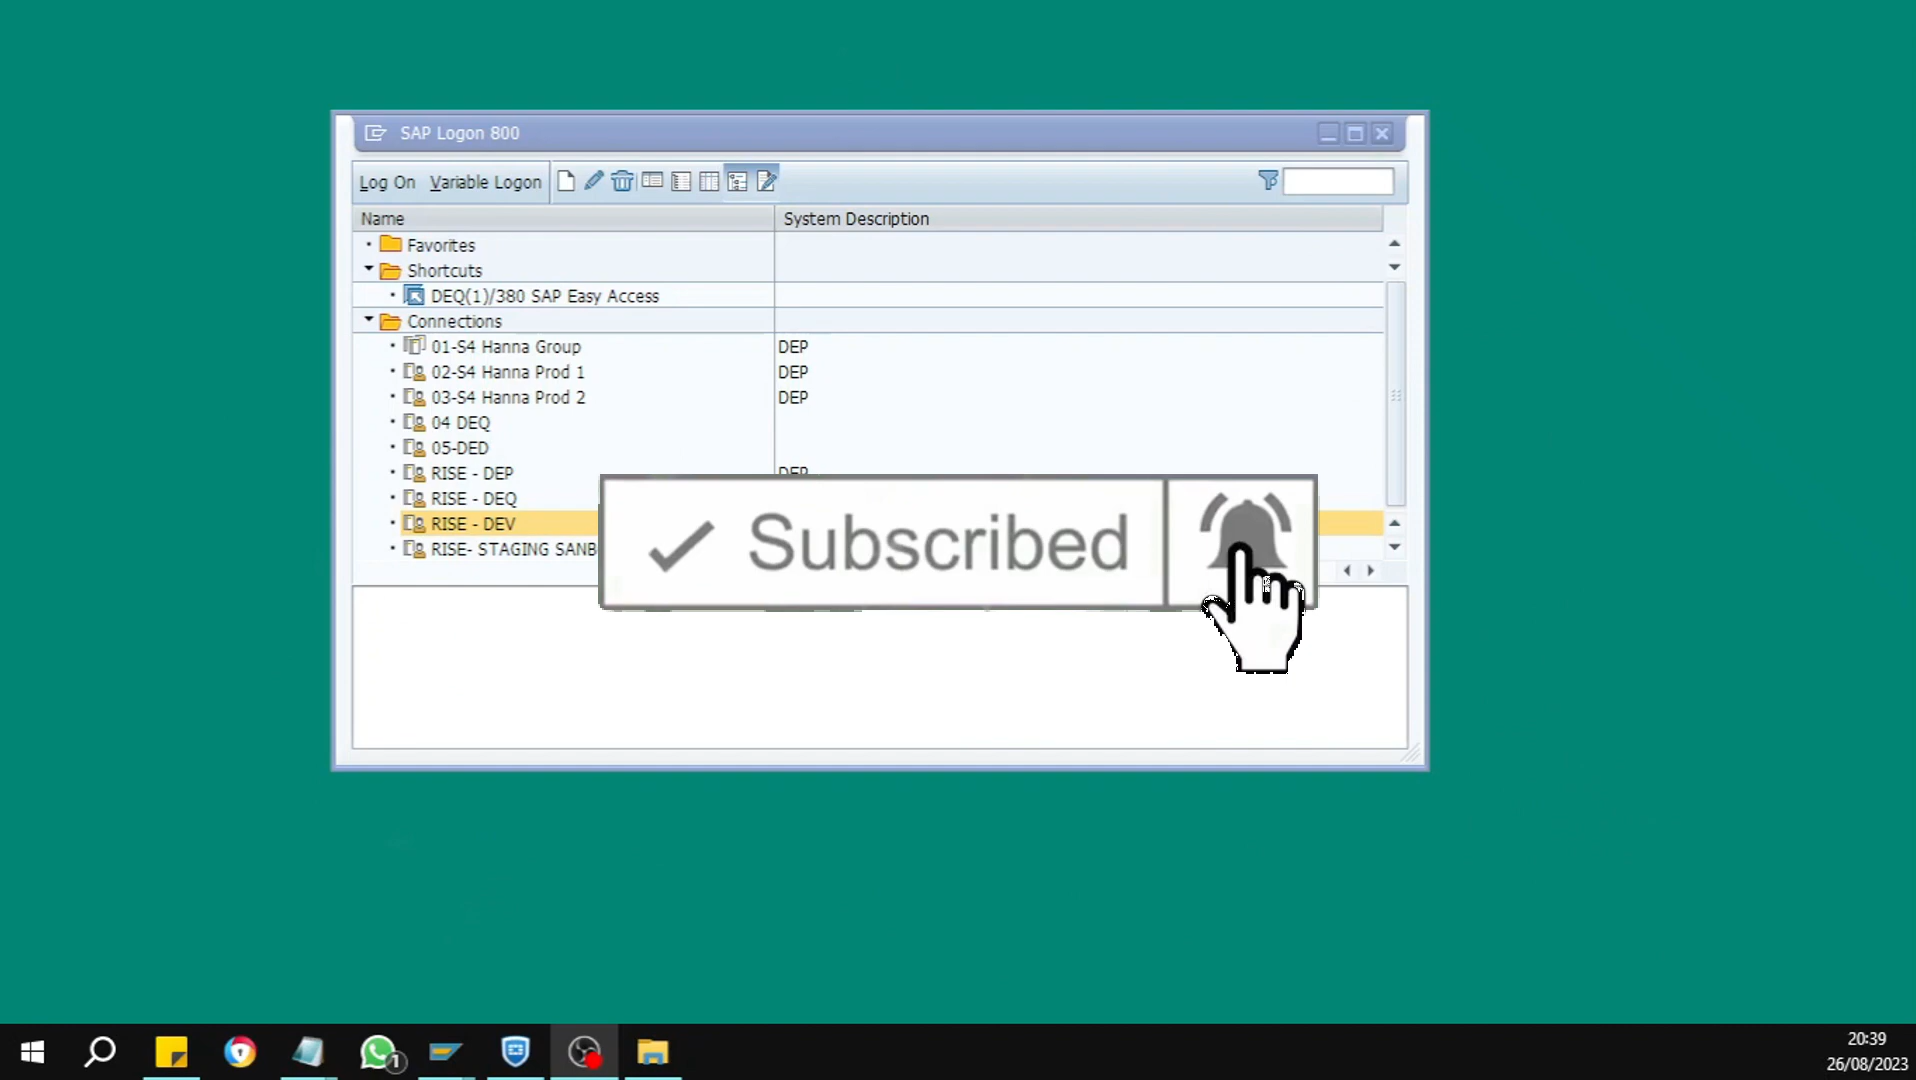 SAP Logon 800
Log On Variable Logon
Name System Description
Favorites
Shortcuts
DEQ(1)/380 SAP Easy Access
Connections
01-S4 Hanna Group DEP
02-S4 Hanna Prod 1 DEP
03-S4 Hanna Prod 2 DEP
04 DEQ
05-DED
RISE - DEP DEP
RISE - DEQ
RISE - DEV
RISE- STAGING SANB
Subscribed
1
20:39
26/08/2023